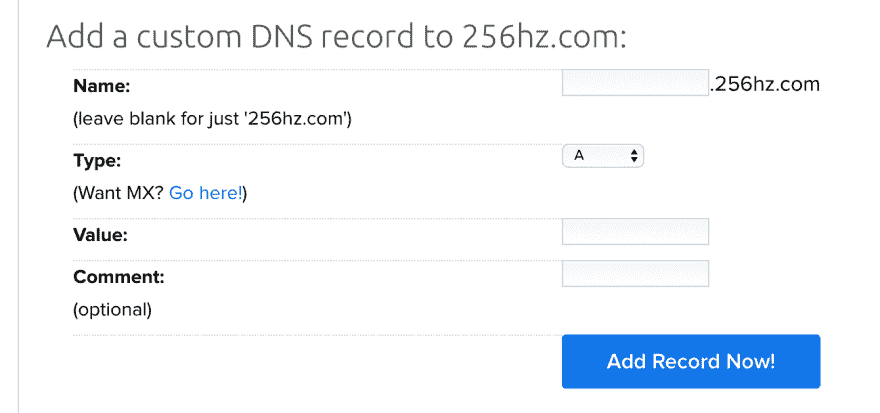 Add a custom DNS record to 256hz.com:
Name:
.256hz.com
(leave blank for just '256hz.com')
Type:
A
(Want MX? Go here!)
Value:
Comment:
(optional)
Add Record Now!